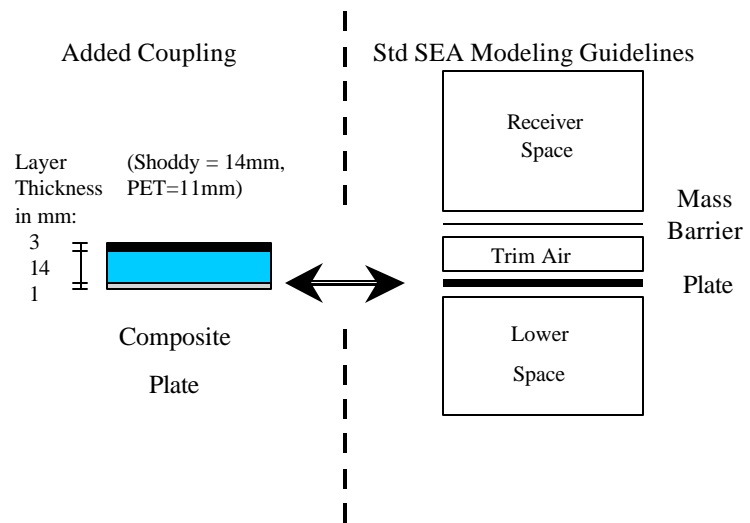 Added Coupling
Std SEA Modeling Guidelines
Layer (Shoddy = 14mm,
Thickness PET=11mm)
in mm:
3
14
1
Composite
Plate
Receiver
Space
Mass
Barrier
Trim Air
Plate
Lower
Space